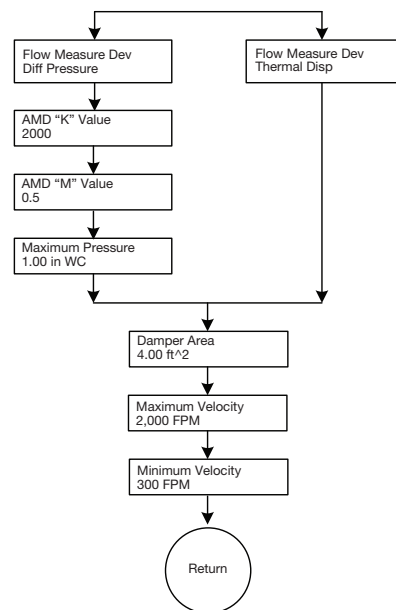 Flow Measure Dev
Diff Pressure
Flow Measure Dev
Thermal Disp
AMD “K” Value
2000
AMD “M” Value
0.5
Maximum Pressure
1.00 in WC
Damper Area
4.00 ft^2
Maximum Velocity
2,000 FPM
Minimum Velocity
300 FPM
Return